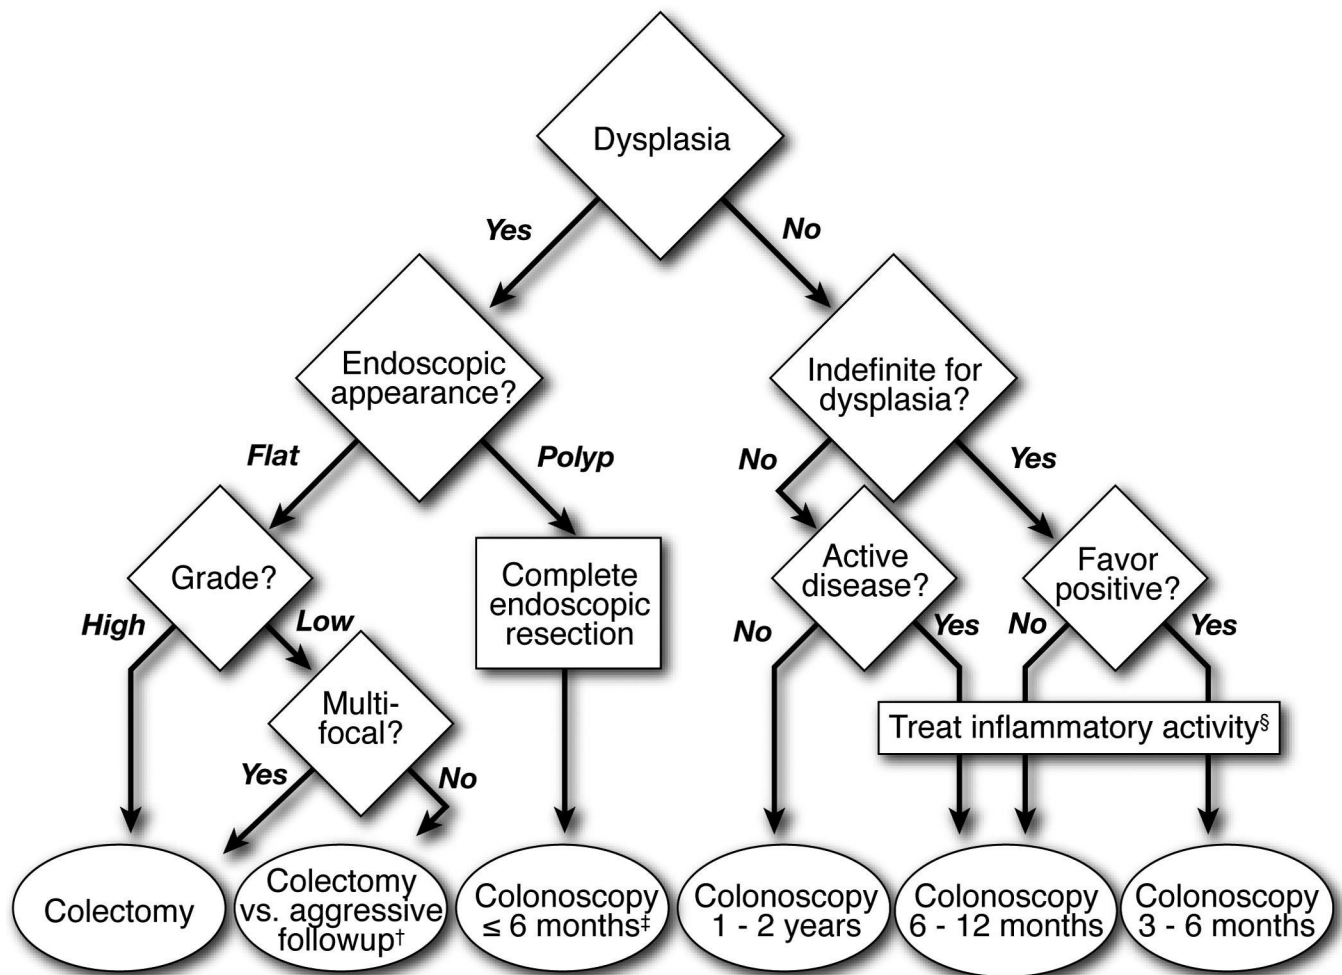 Dysplasia
Yes
No
Endoscopic
appearance?
Indefinite for
dysplasia?
Flat
Polyp
No
Yes
Grade?
Complete
endoscopic
resection
Active
disease?
Favor
positive?
High
Low
No
Yes
No
Yes
Multi-
focal?
Treat inflammatory activity§
Yes
No
Colectomy
Colectomy
vs. aggressive
followup†
Colonoscopy
≤ 6 months‡
Colonoscopy
1 - 2 years
Colonoscopy
6 - 12 months
Colonoscopy
3 - 6 months